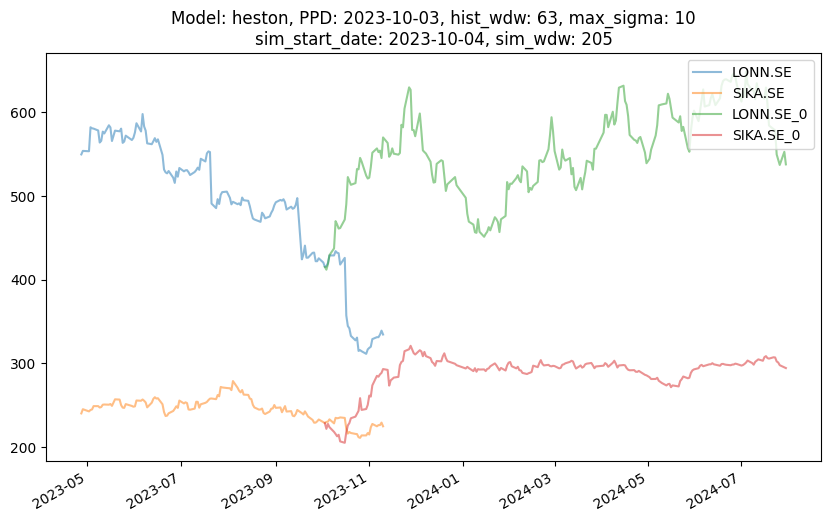 Model: heston, PPD: 2023-10-03, hist_wdw: 63, max_sigma: 10
sim_start_date: 2023-10-04, sim_wdw: 205
LONN.SE
SIKA.SE
LONN.SE_0
SIKA.SE_0
600
500
400
300
200
2023-05
2023-07
2023-09
2023-11
2024-01
2024-03
2024-05
2024-07